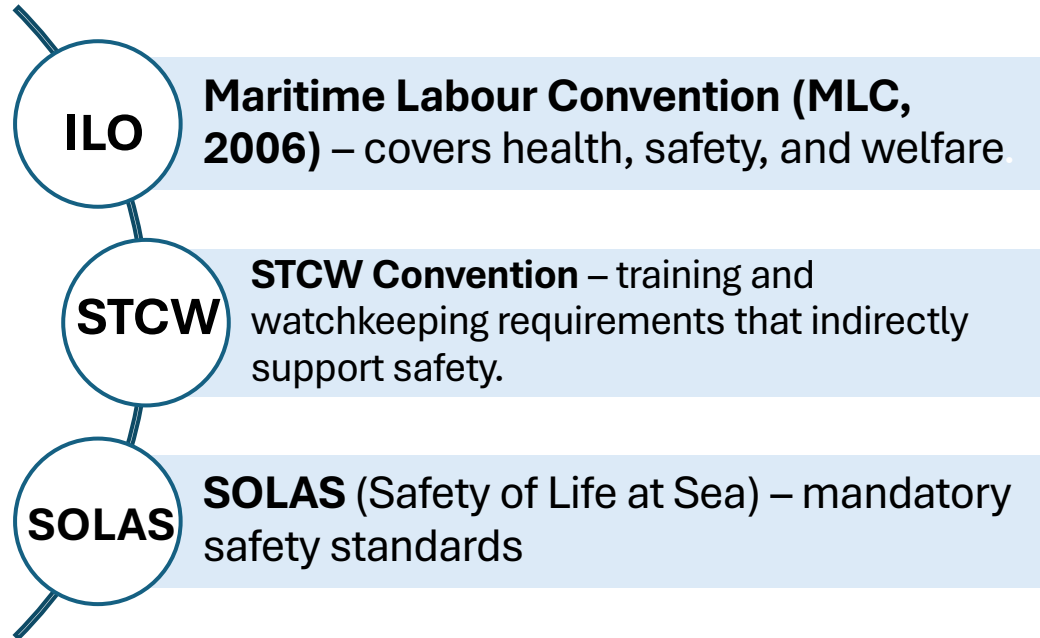 ILO
Maritime Labour Convention (MLC,
2006) – covers health, safety, and welfare.
STCW
STCW Convention – training and
watchkeeping requirements that indirectly
support safety.
SOLAS
SOLAS (Safety of Life at Sea) – mandatory
safety standards